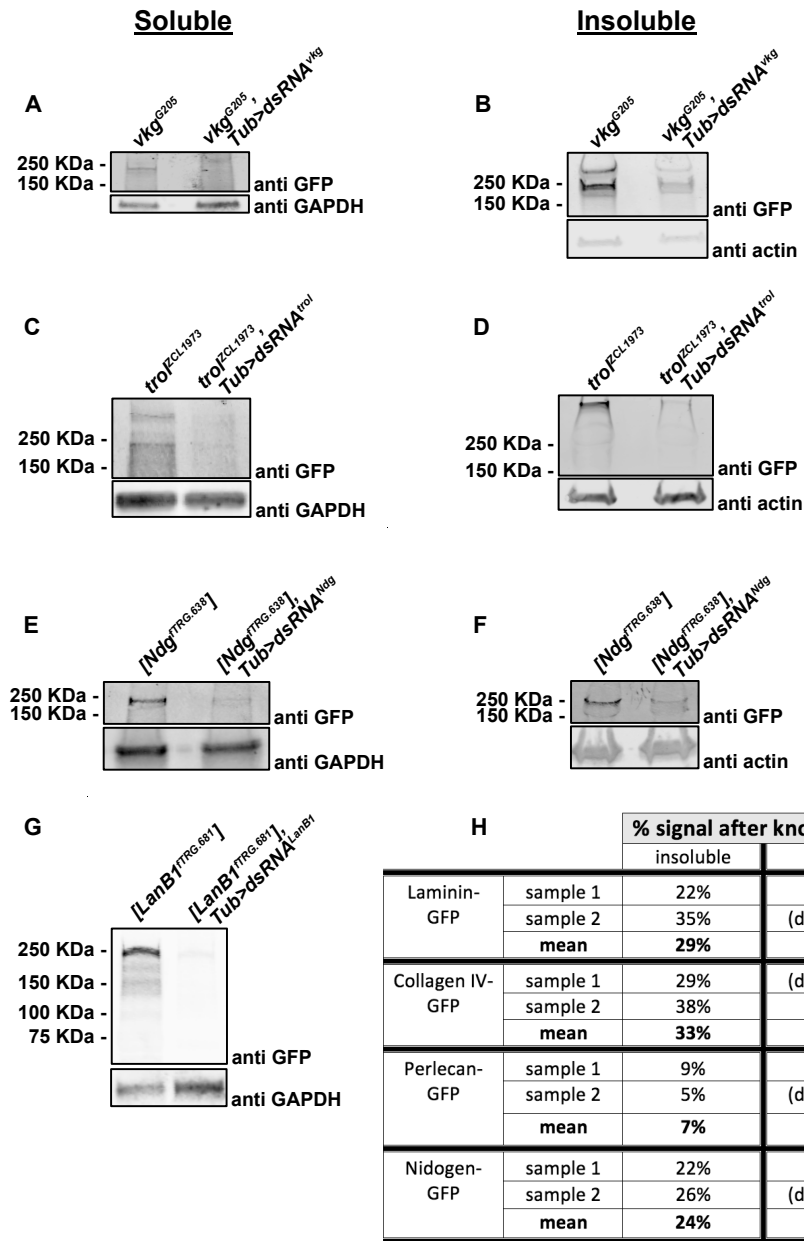 Soluble
Insoluble
A
vkg^G205
vkg^G205,
Tub>dsRNA^vkg
250 KDa -
150 KDa -
anti GFP
anti GAPDH
B
vkg^G205
vkg^G205,
Tub>dsRNA^vkg
250 KDa -
150 KDa -
anti GFP
anti actin
C
trol^ZCL1973
trol^ZCL1973,
Tub>dsRNA^trol
250 KDa -
150 KDa -
anti GFP
anti GAPDH
D
trol^ZCL1973
trol^ZCL1973,
Tub>dsRNA^trol
250 KDa -
150 KDa -
anti GFP
anti actin
E
[Ndg^fTRG.638]
[Ndg^fTRG.638],
Tub>dsRNA^Ndg
250 KDa -
150 KDa -
anti GFP
anti GAPDH
F
[Ndg^fTRG.638]
[Ndg^fTRG.638],
Tub>dsRNA^Ndg
250 KDa -
150 KDa -
anti GFP
anti actin
G
[LanB1^fTRG.681]
[LanB1^fTRG.681],
Tub>dsRNA^LanB1
250 KDa -
150 KDa -
100 KDa -
75 KDa -
anti GFP
anti GAPDH
H
% signal after kno
insoluble
Laminin-GFP sample 1 22%
sample 2 35% (d
mean 29%
Collagen IV-GFP sample 1 29% (d
sample 2 38%
mean 33%
Perlecan-GFP sample 1 9%
sample 2 5% (d
mean 7%
Nidogen-GFP sample 1 22%
sample 2 26% (d
mean 24%